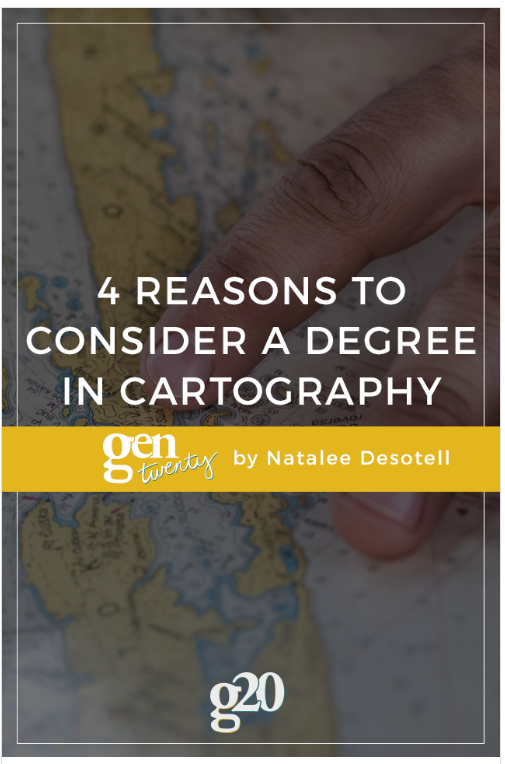 4 REASONS TO
CONSIDER A DEGREE
IN CARTOGRAPHY
gen twenty by Natalee Desotell
g20